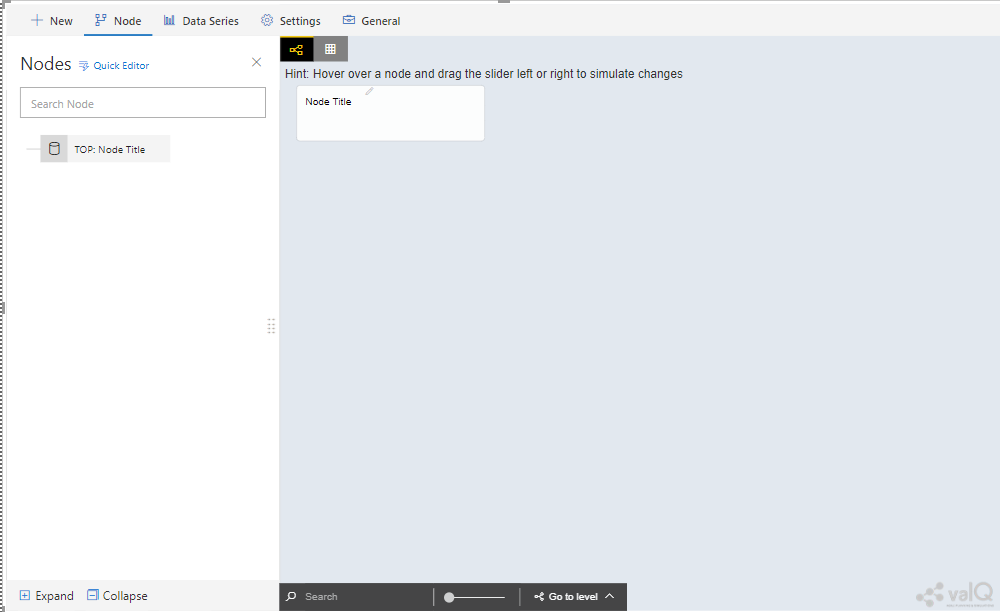 New Node Data Series Settings General
Nodes Quick Editor
Search Node
TOP: Node Title
Hint: Hover over a node and drag the slider left or right to simulate changes
Node Title
Expand Collapse
Search Go to level
valQ